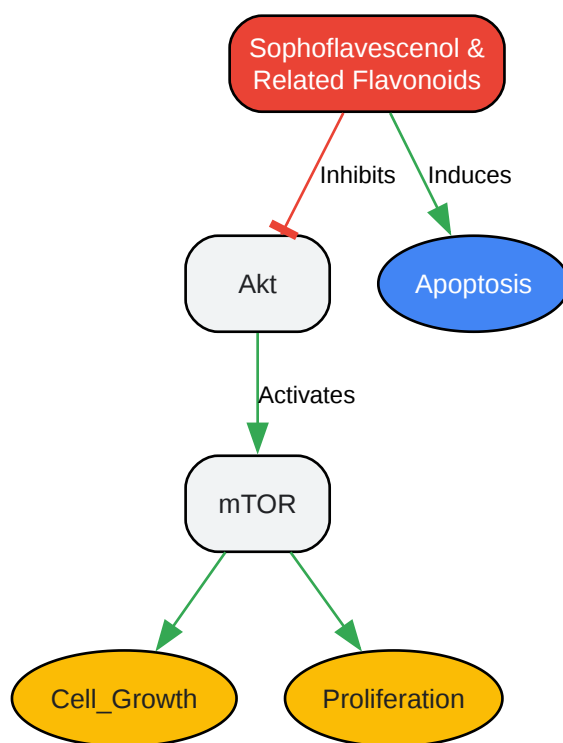 Sophoflavescenol &
Related Flavonoids
Inhibits
Induces
Akt
Apoptosis
Activates
mTOR
Cell_Growth
Proliferation